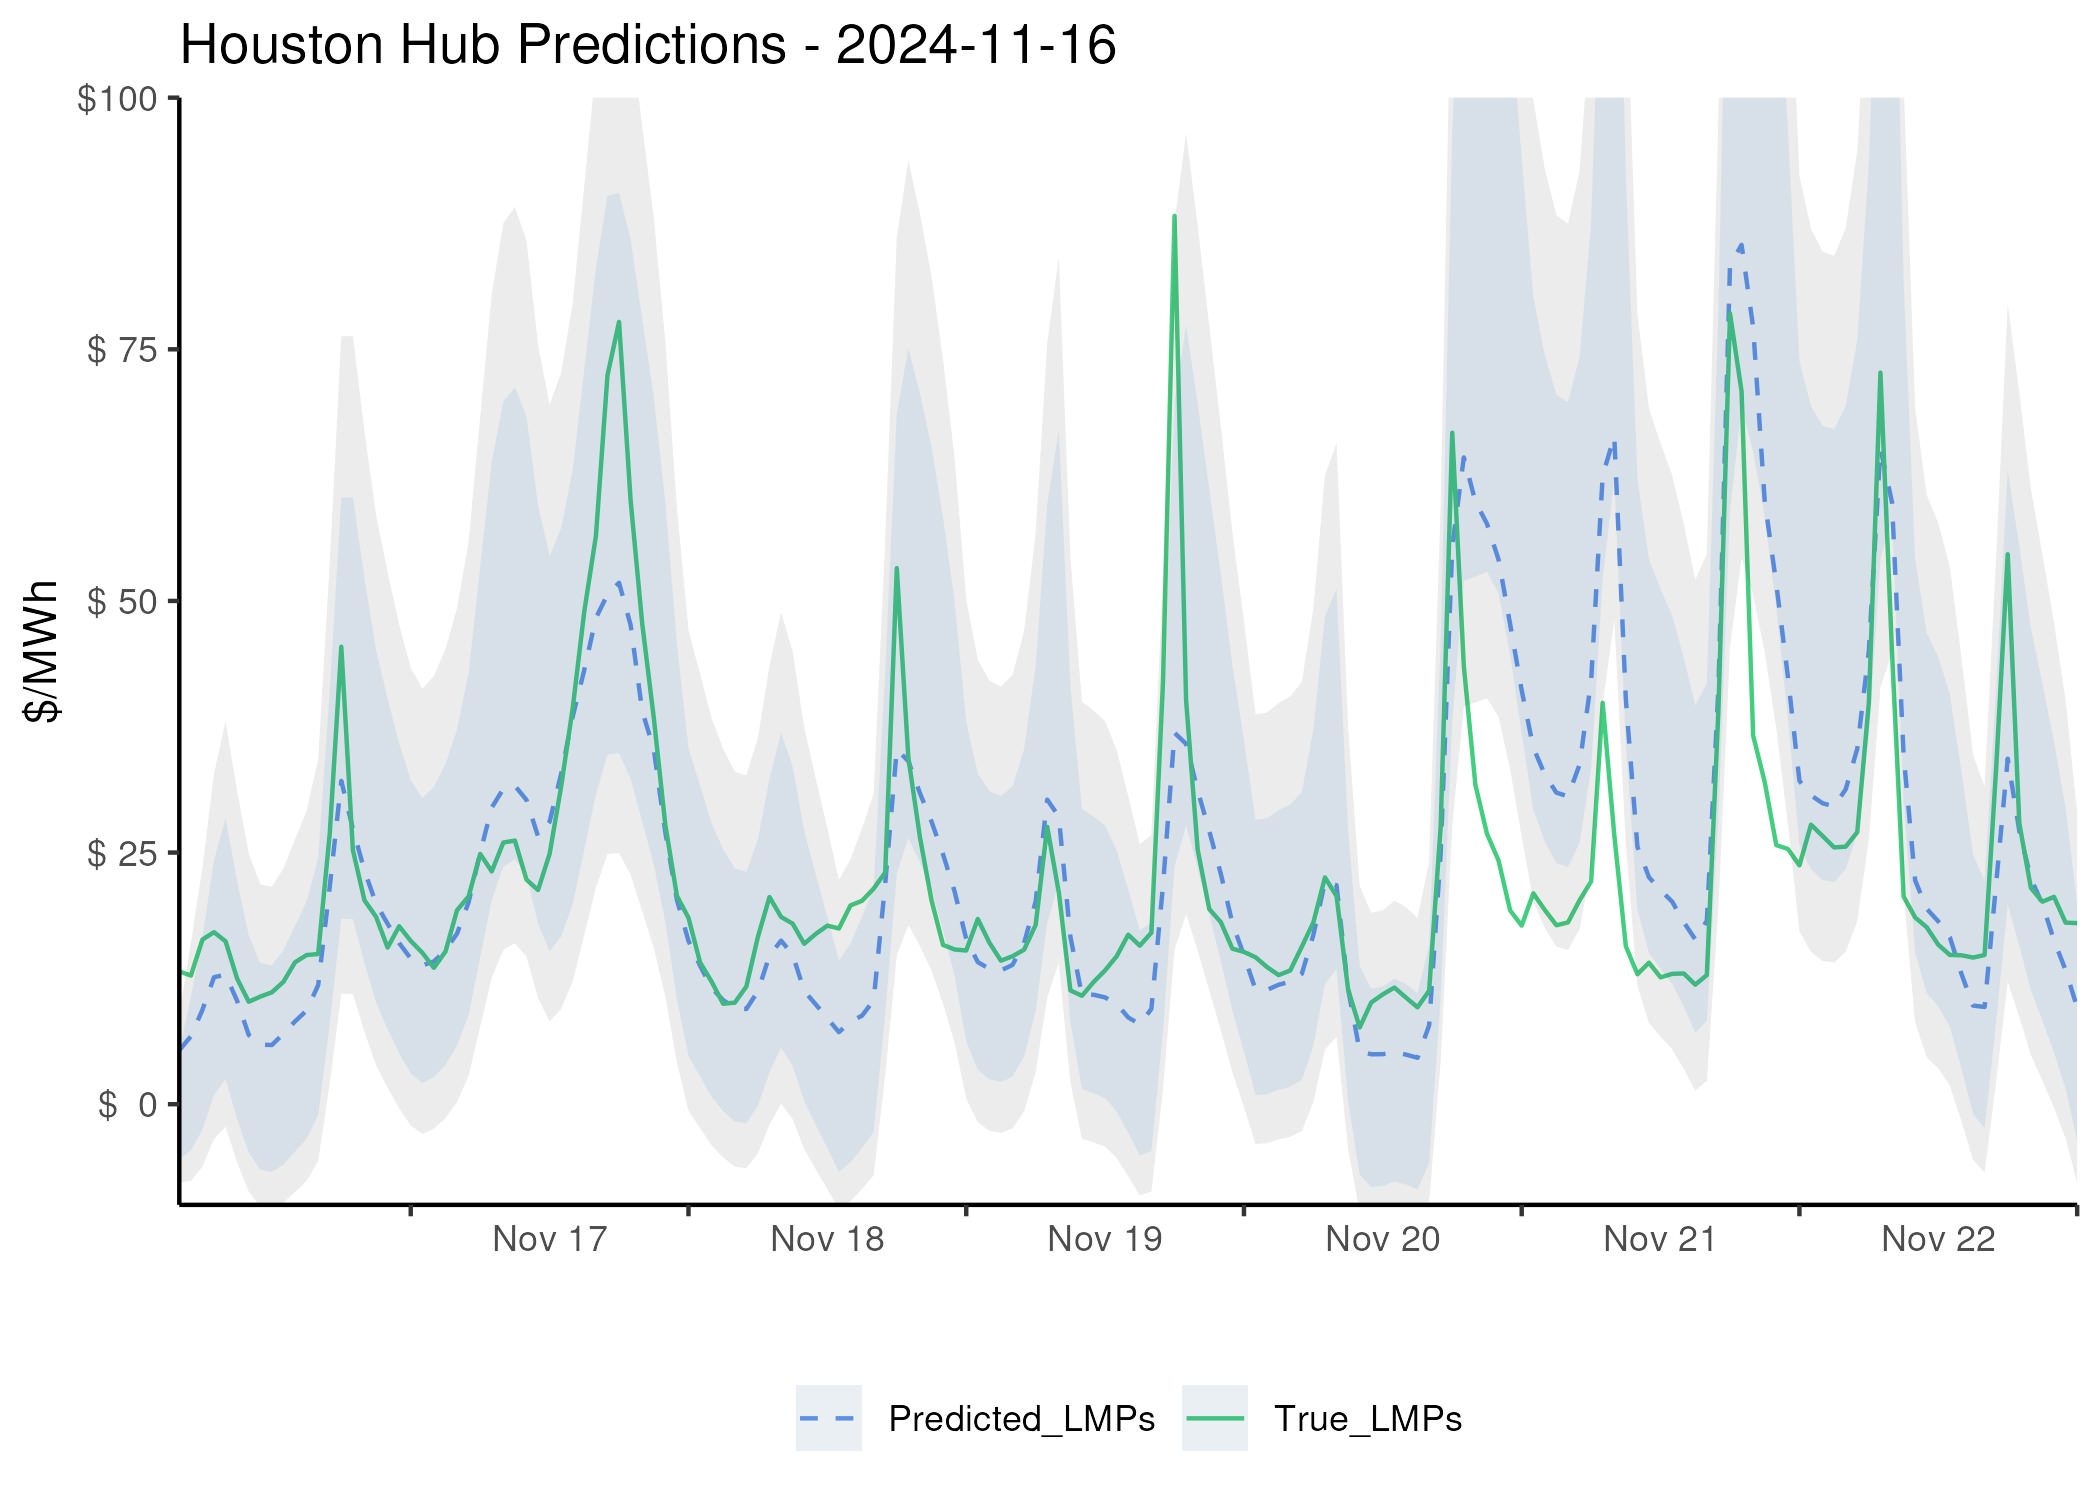 Houston Hub Predictions - 2024-11-16
$100
$ 75
$ 50
$ 25
$ 0
$/MWh
Nov 17 Nov 18 Nov 19 Nov 20 Nov 21 Nov 22
Predicted_LMPs True_LMPs